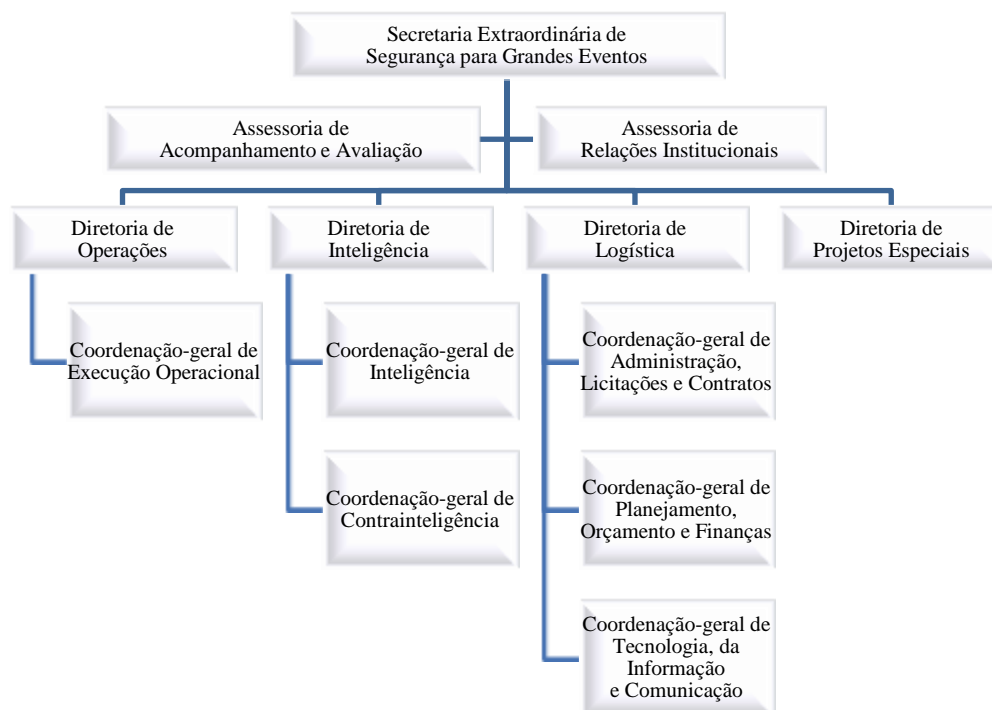 Secretaria Extraordinária de
Segurança para Grandes Eventos
Assessoria de
Acompanhamento e Avaliação
Assessoria de
Relações Institucionais
Diretoria de
Operações
Diretoria de
Inteligência
Diretoria de
Logística
Diretoria de
Projetos Especiais
Coordenação-geral de
Execução Operacional
Coordenação-geral de
Inteligência
Coordenação-geral de
Administração,
Licitações e Contratos
Coordenação-geral de
Contrainteligência
Coordenação-geral de
Planejamento,
Orçamento e Finanças
Coordenação-geral de
Tecnologia, da
Informação
e Comunicação